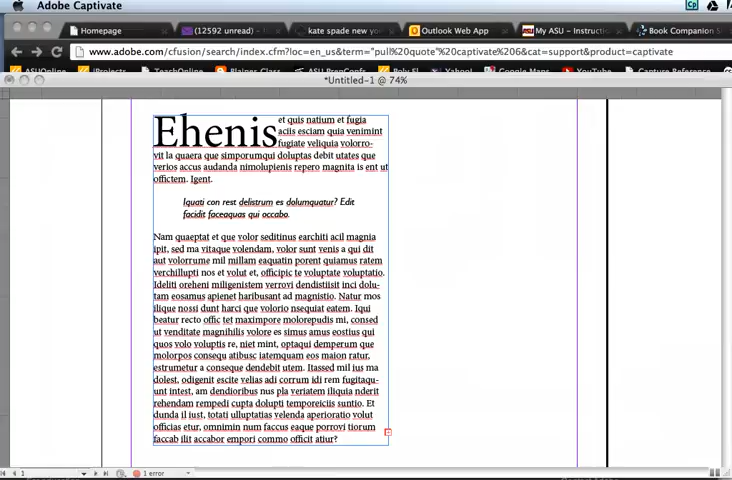 Adobe Captivate
Homepage
(12592 unread) -
kate spade new yo
Outlook Web App
My ASU - Instructi
Book Companion S
www.adobe.com/cfusion/search/index.cfm?loc=en_us&term="pull%20quote"%20captivate%206&cat=support&product=captivate
*Untitled-1 @ 74%
Ehenis et quis natium et fugia
aciis esciam quia venimint
fugiate veliquia volorro-
vit la quaera que simporumqui doluptas debit utates que
verios accus audanda nimolupienis repero magnita is ent ut
offictem. Igent.
Iquati con rest delistrum es dolumquatur? Edit
facidit faceaquas qui occabo.
Nam quaeptat et que volor seditinus earchiti acil magnia
ipit, sed ma vitaque volendam, volor sunt venis a qui dit
aut volorrume mil millam eaquatin porent quiamus ratem
verchillupti nos et volut et, officipic te voluptate voluptatio.
Ideliti oreheni miligenistem verrovi dendistiisit inci dolu-
tam eosamus apienet haribusant ad magnistio. Natur mos
ilique nossi dunt harci que volorio nsequiat eatem. Iqui
beatur recto offic tet maximpore molorepudis mi, consed
ut venditate magnihilis volore es simus amus eostius qui
quos volo voluptis re, niet mint, optaqui demperum que
molorpos consequ atibusc iatemquam eos maion ratur,
estrumetur a conseque dendebit utem. Itassed mil ius ma
dolest, odigenit escite velias adi corrum idi rem fugitaqu-
unt intest, am dendioribus nus pla veriatem iliquia nderit
rehendam rempedi cupta dolupti temporeiciis suntio. Et
dunda il iust, totati ulluptatias velenda aperioratio volut
officias etur, omnimin num faccus eaque porrovi tiorum
faccab ilit accabor empori commo officit atiur?
1
1 error